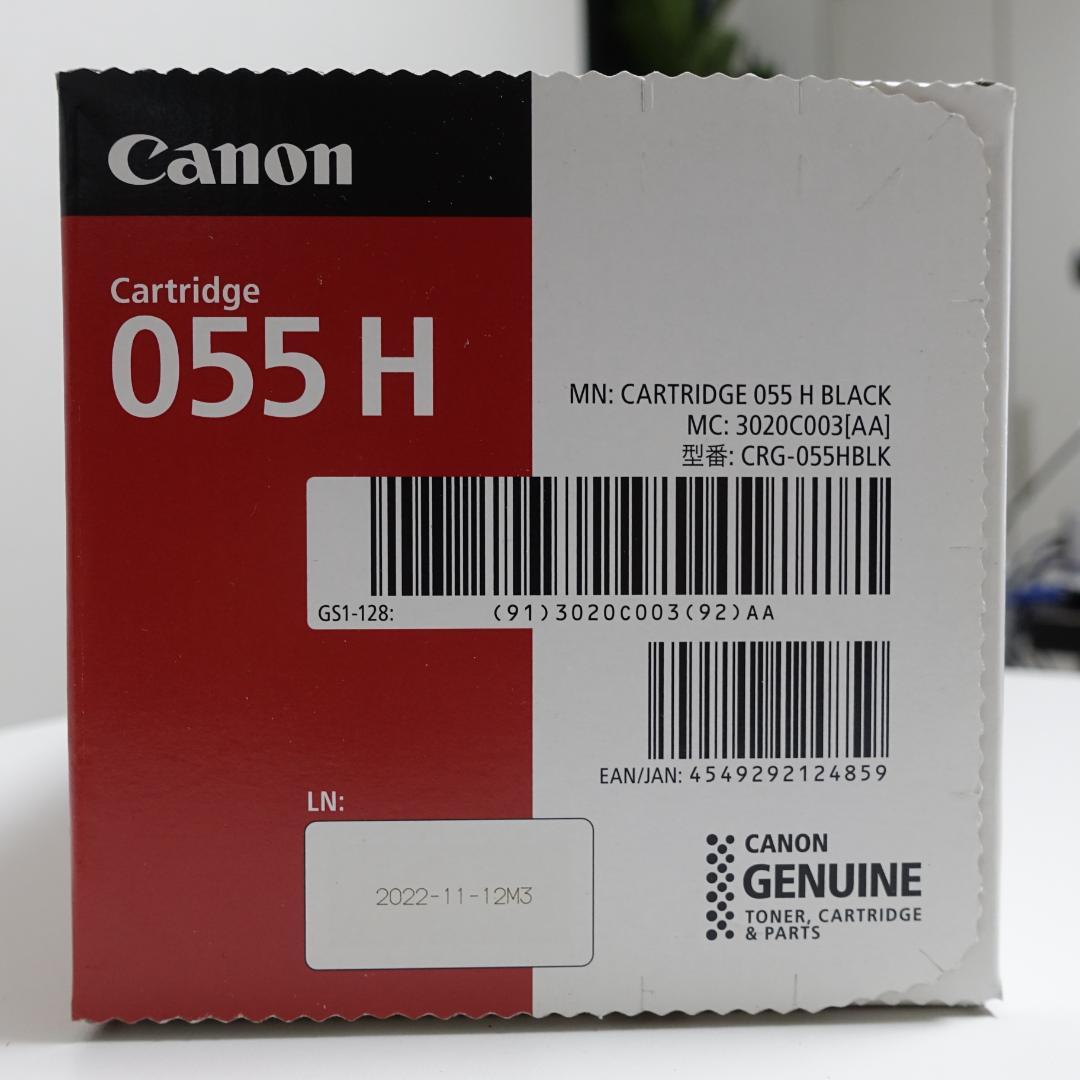 Canon
Cartridge
055 H
MN: CARTRIDGE 055 H BLACK
MC: 3020C003[AA]
型番: CRG-055HBLK
GS1-128: (91)3020C003(92)AA
EAN/JAN: 4549292124859
LN:
2022-11-12M3
CANON
GENUINE
TONER, CARTRIDGE
& PARTS